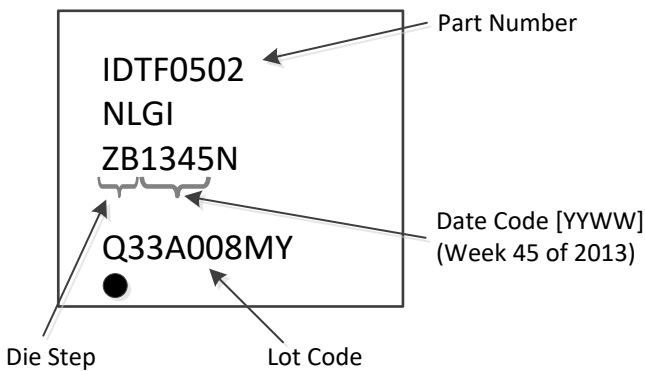 Part Number
IDTF0502
NLGI
ZB1345N
Date Code [YYWW]
(Week 45 of 2013)
Q33A008MY
Die Step
Lot Code